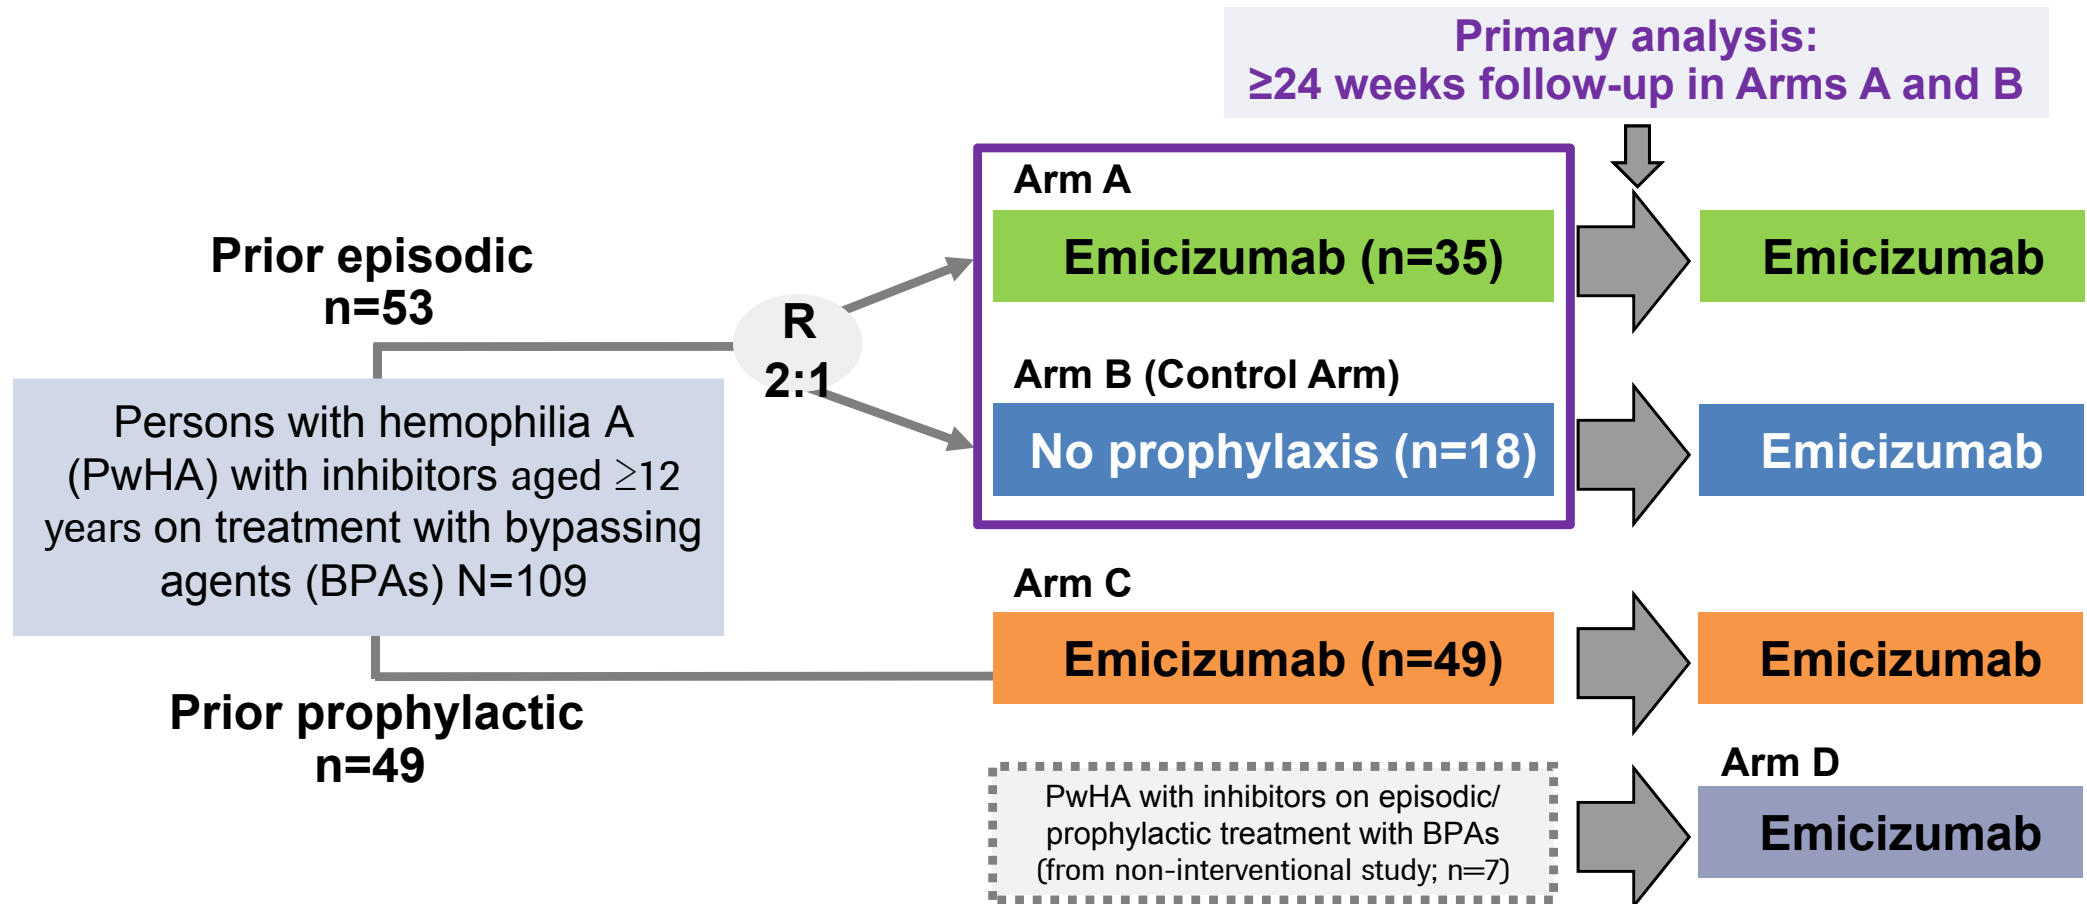 Primary analysis:
≥24 weeks follow-up in Arms A and B
Prior episodic
n=53
R
2:1
Arm A
Emicizumab (n=35)
Emicizumab
Arm B (Control Arm)
No prophylaxis (n=18)
Emicizumab
Persons with hemophilia A
(PwHA) with inhibitors aged ≥12
years on treatment with bypassing
agents (BPAs) N=109
Arm C
Emicizumab (n=49)
Emicizumab
Prior prophylactic
n=49
PwHA with inhibitors on episodic/
prophylactic treatment with BPAs
(from non-interventional study; n=7)
Arm D
Emicizumab